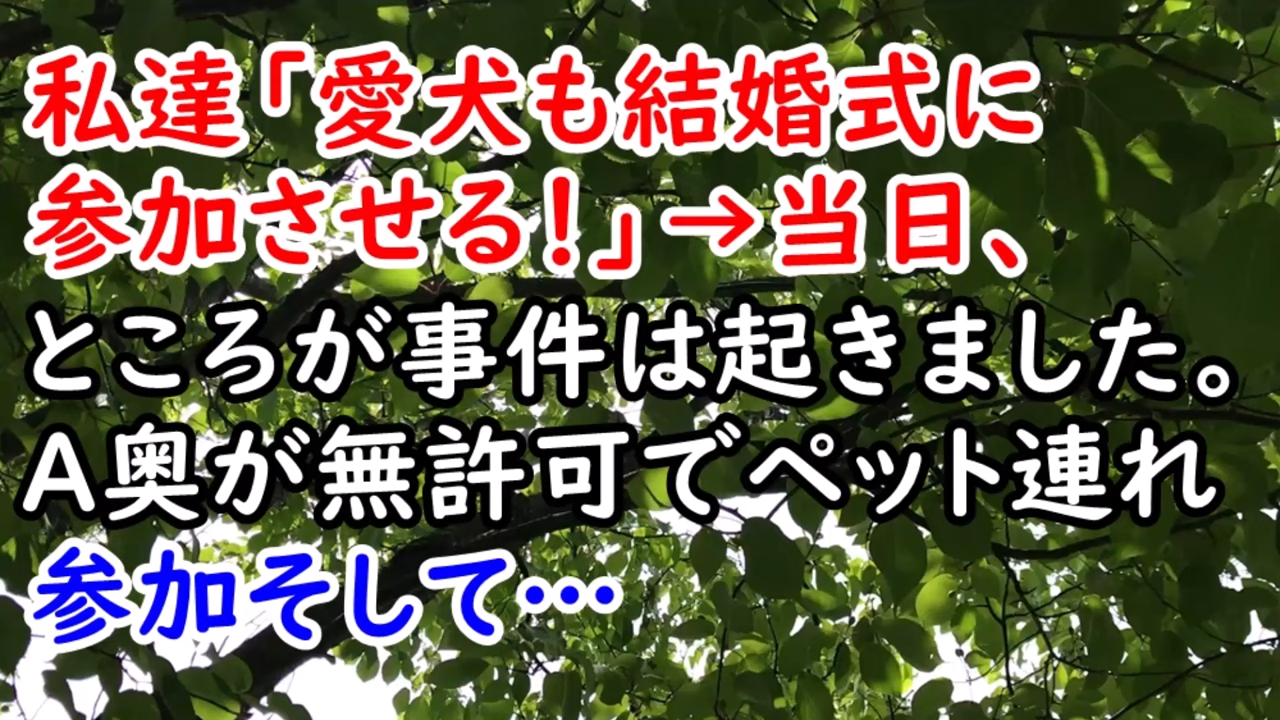 私達「愛犬も結婚式に
参加させる!」→当日、
ところが事件は起きました。
A奥が無許可でペット連れ
参加そして…